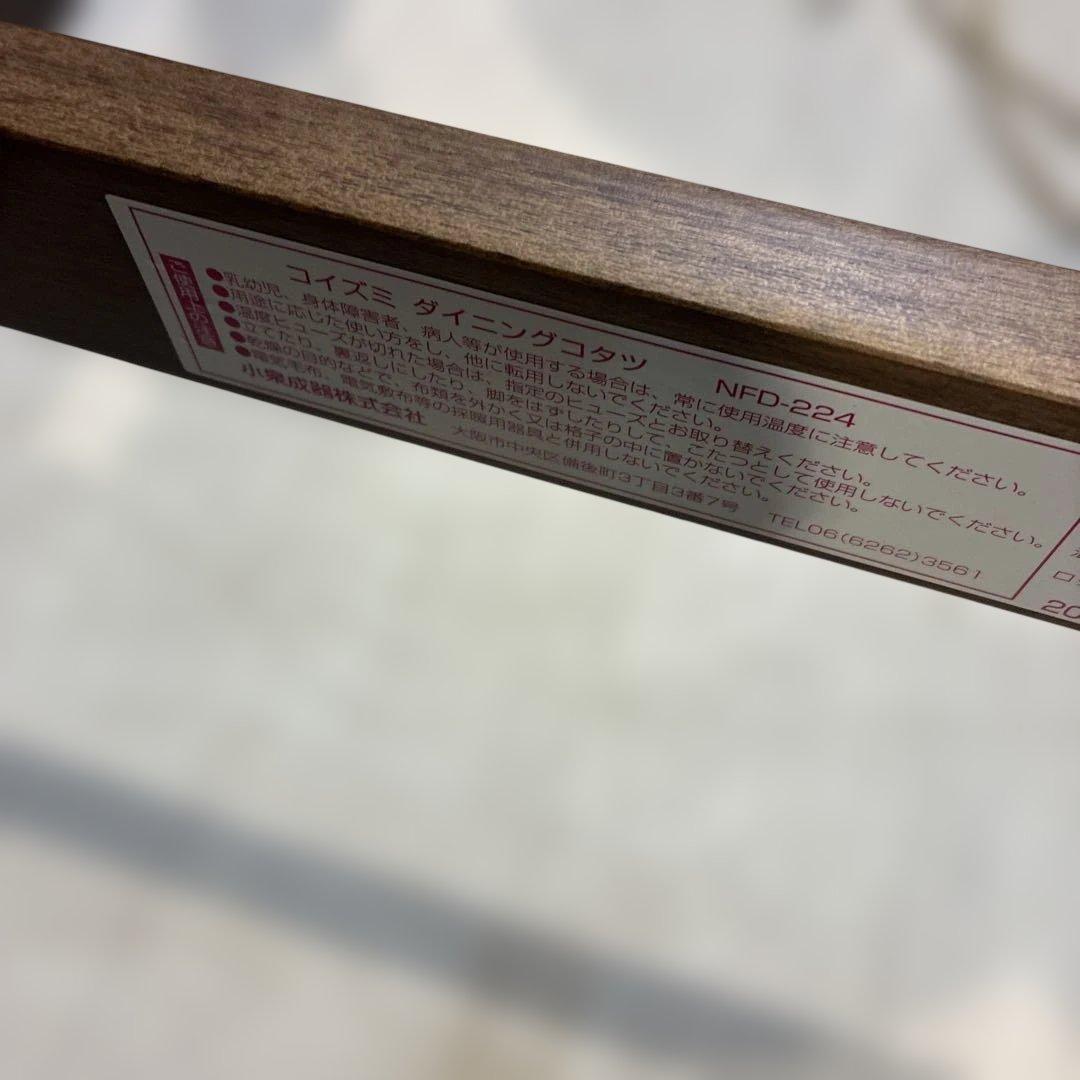 コイズミ ダイニングコタツ NFD-224
ご使用上の注意
●乳幼児、身体障害者、病人等が使用する場合は、常に使用温度に注意してください。
●用途に応じた使い方をし、他に転用しないでください。
●温度ヒューズが切れた場合は、指定のヒューズとお取り替えください。
●立てたり、裏返しにしたり、脚をはずしたりして、こたつとして使用しないでください。
●乾燥の目的などで、布類を外かく又は格子の中に置かないでください。
●電気毛布、電気敷布等の採暖用器具と併用しないでください。
小泉成器株式会社 大阪市中央区備後町3丁目3番7号 TEL06(6262)3561
ロ
20